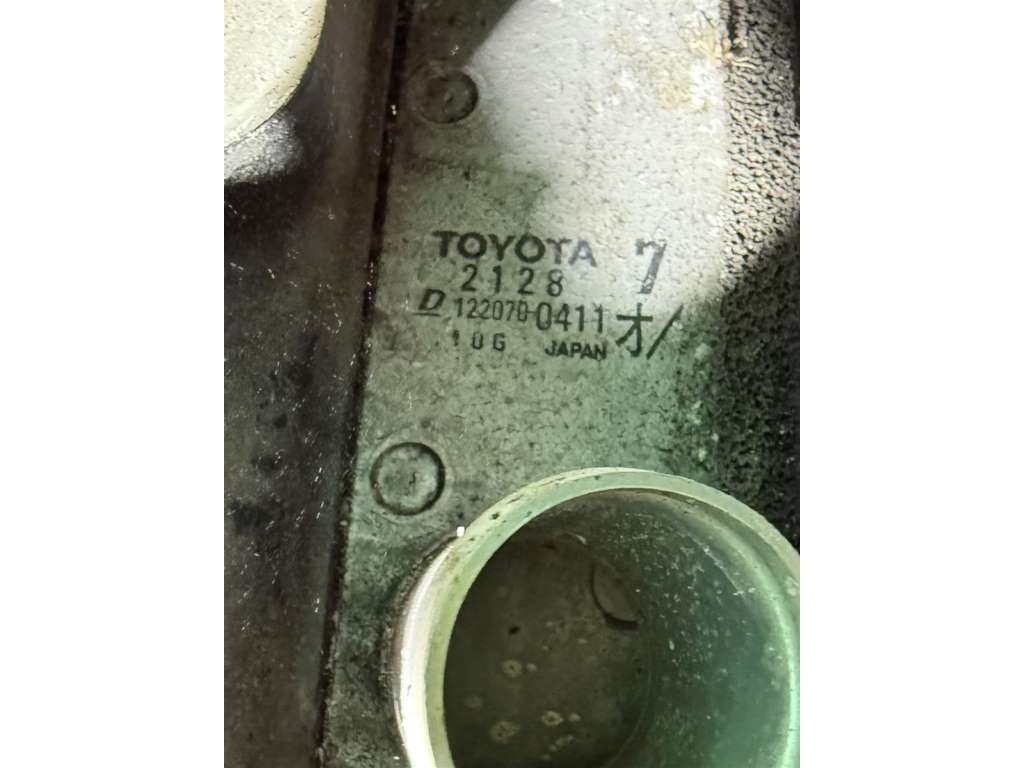 TOYOTA 7
2128
D 122070-0411 オ/
10G JAPAN